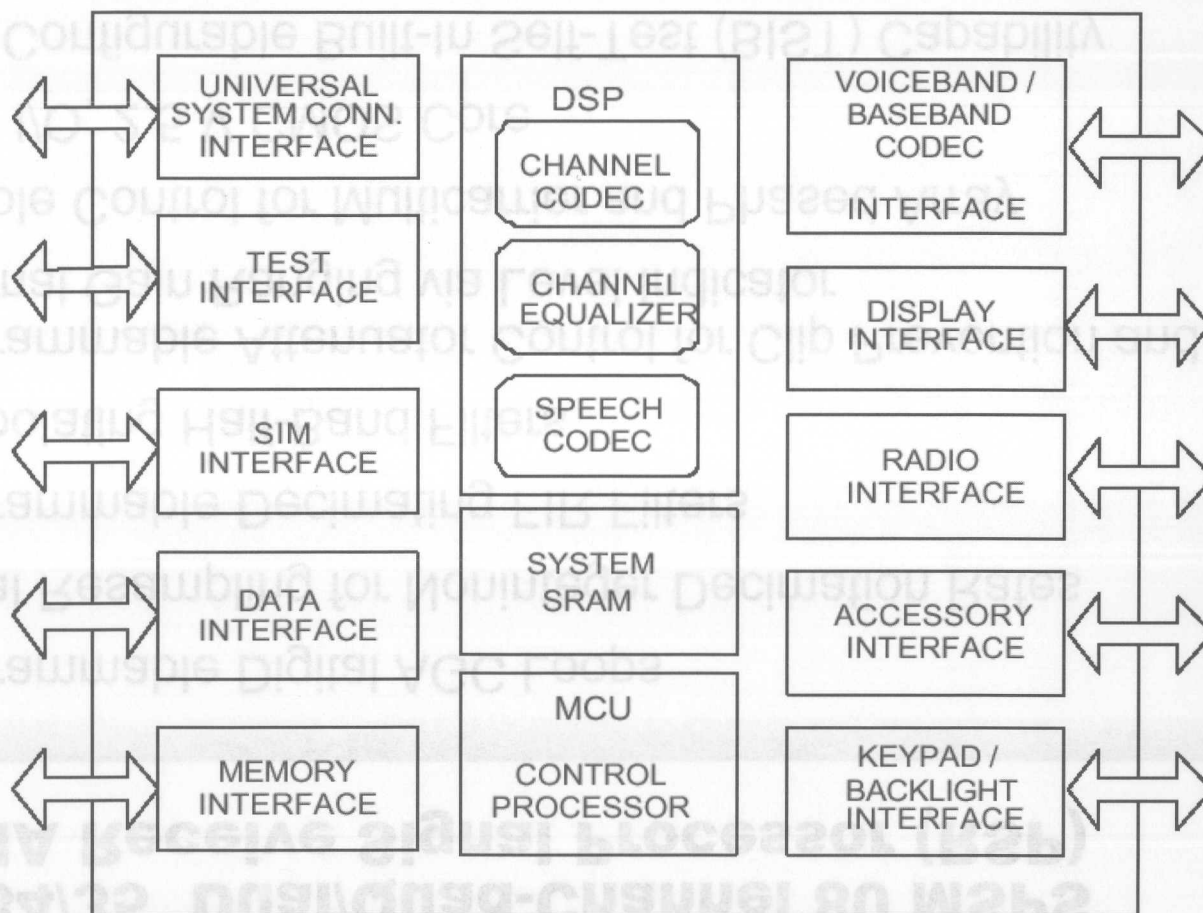 UNIVERSAL
SYSTEM CONN.
INTERFACE
TEST
INTERFACE
SIM
INTERFACE
DATA
INTERFACE
MEMORY
INTERFACE
DSP
CHANNEL
CODEC
CHANNEL
EQUALIZER
SPEECH
CODEC
SYSTEM
SRAM
MCU
CONTROL
PROCESSOR
VOICEBAND /
BASEBAND
CODEC
INTERFACE
DISPLAY
INTERFACE
RADIO
INTERFACE
ACCESSORY
INTERFACE
KEYPAD /
BACKLIGHT
INTERFACE